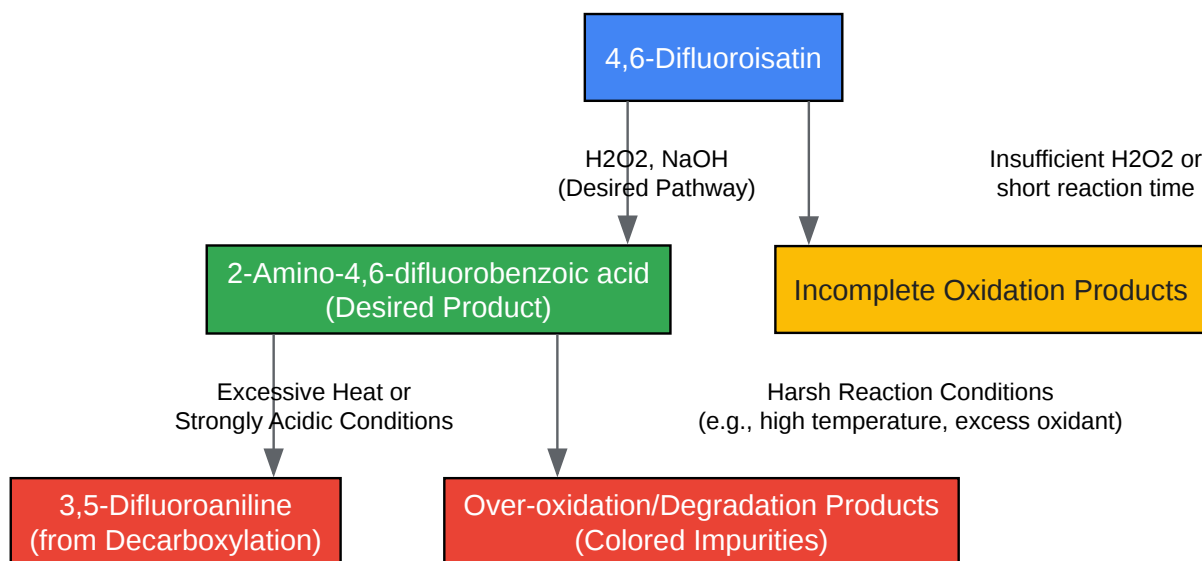 4,6-Difluoroisatin
H2O2, NaOH
(Desired Pathway)
Insufficient H2O2 or
short reaction time
2-Amino-4,6-difluorobenzoic acid
(Desired Product)
Incomplete Oxidation Products
Excessive Heat or
Strongly Acidic Conditions
Harsh Reaction Conditions
(e.g., high temperature, excess oxidant)
3,5-Difluoroaniline
(from Decarboxylation)
Over-oxidation/Degradation Products
(Colored Impurities)